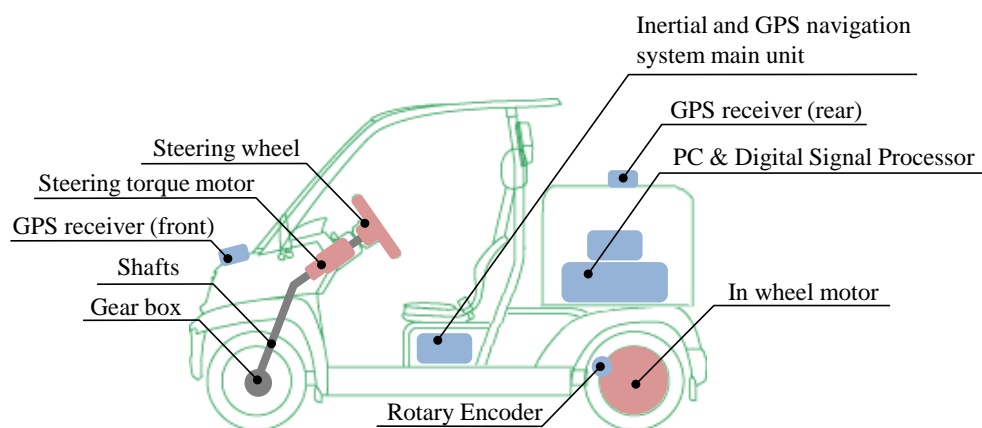 Inertial and GPS navigation
system main unit
GPS receiver (rear)
Steering wheel
PC & Digital Signal Processor
Steering torque motor
GPS receiver (front)
Shafts
In wheel motor
Gear box
Rotary Encoder